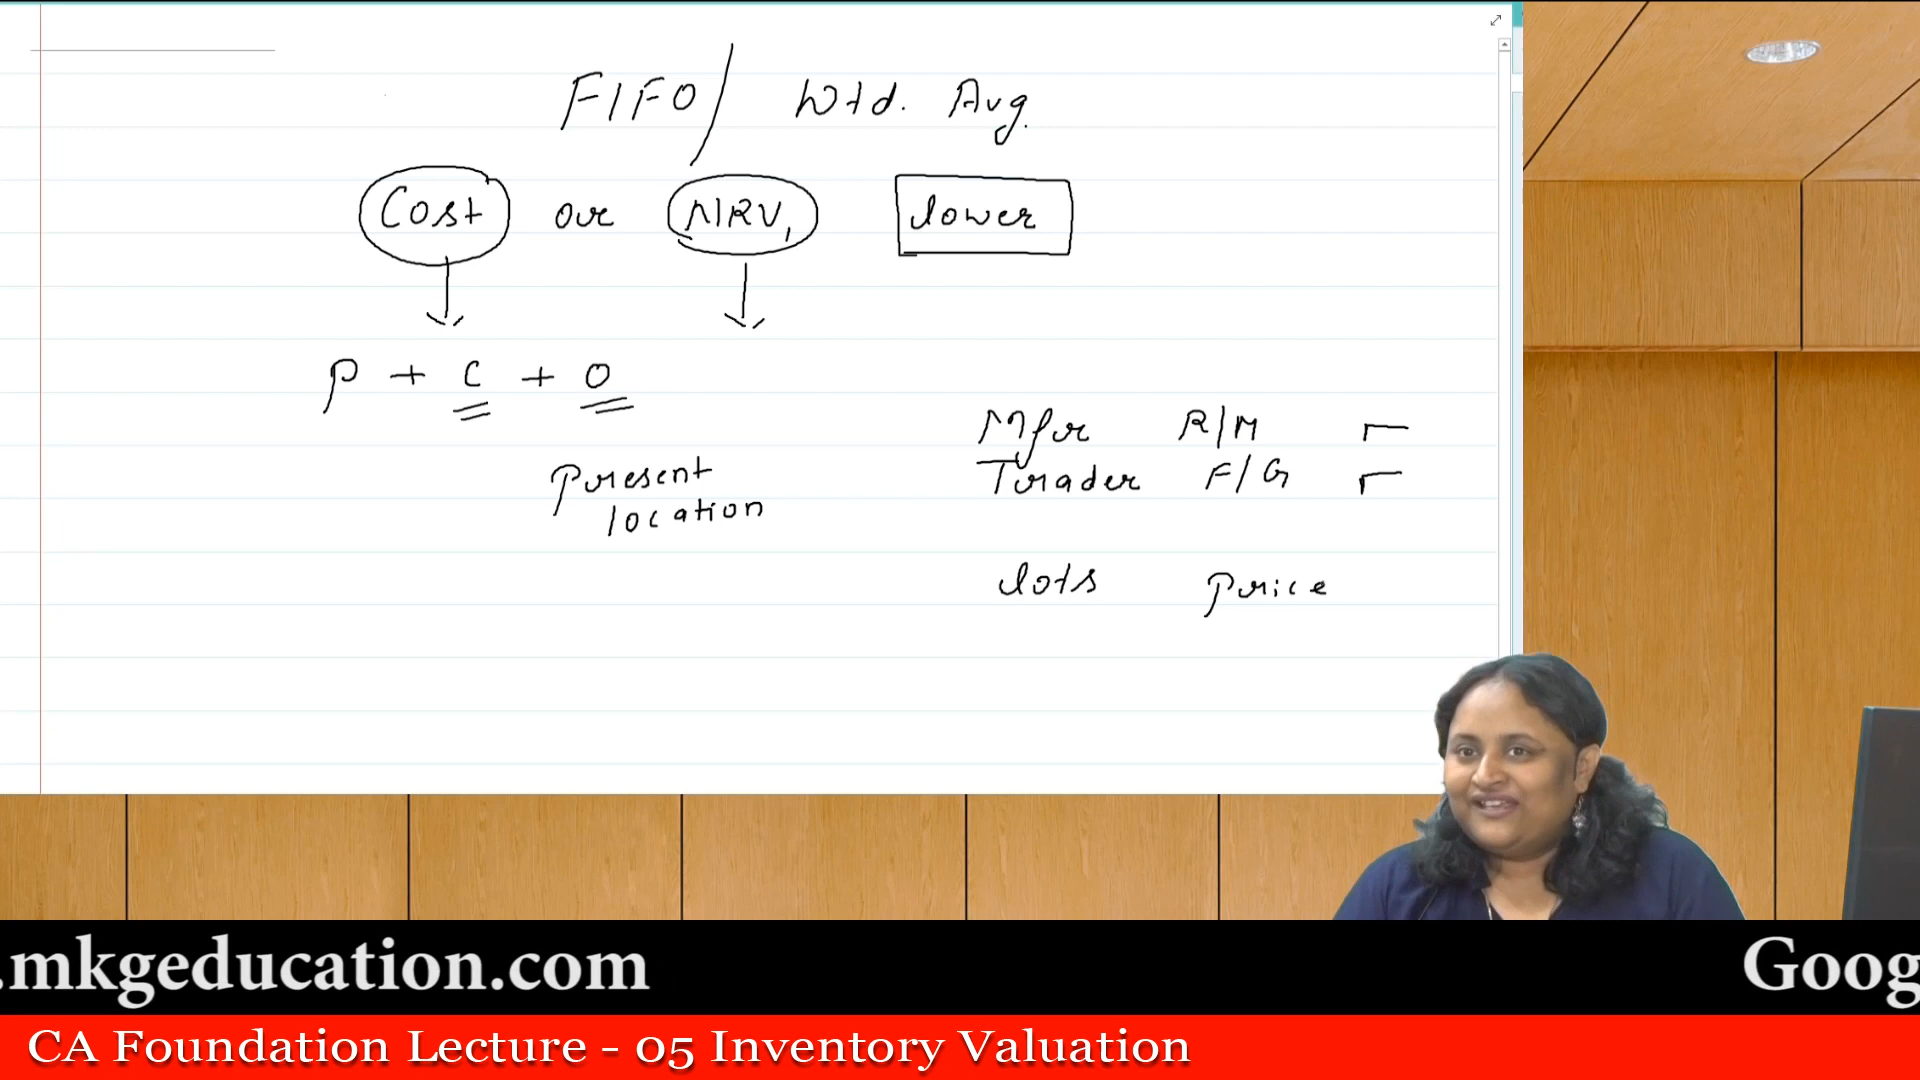 FIFO/ Wtd. Avg.
Cost or NRV, lower
P + C + O
Mfr R/M
Present Trader F/G
location
lots Price
.mkgeducation.com Goog
CA Foundation Lecture - 05 Inventory Valuation